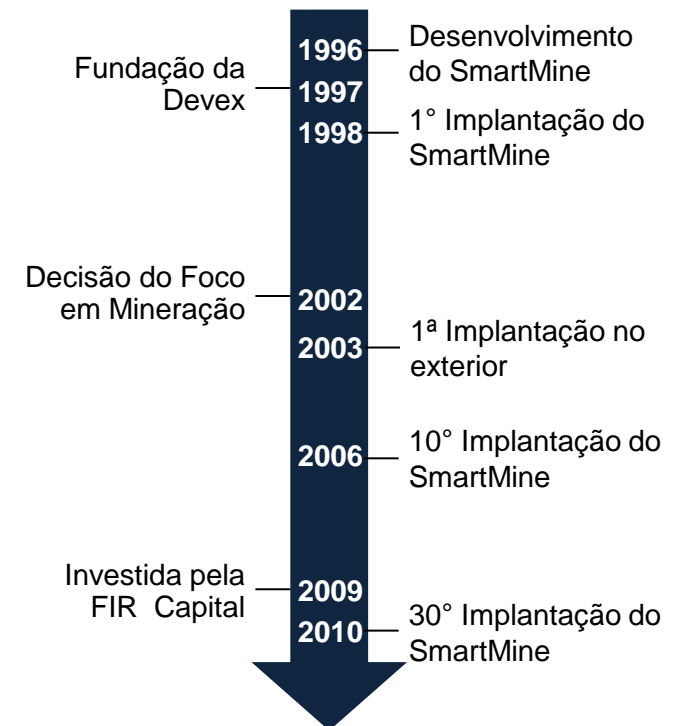 1996
Desenvolvimento
do SmartMine
Fundação da
Devex
1997
1998
1° Implantação do
SmartMine
Decisão do Foco
em Mineração
2002
2003
1ª Implantação no
exterior
2006
10° Implantação do
SmartMine
Investida pela
FIR Capital
2009
2010
30° Implantação do
SmartMine